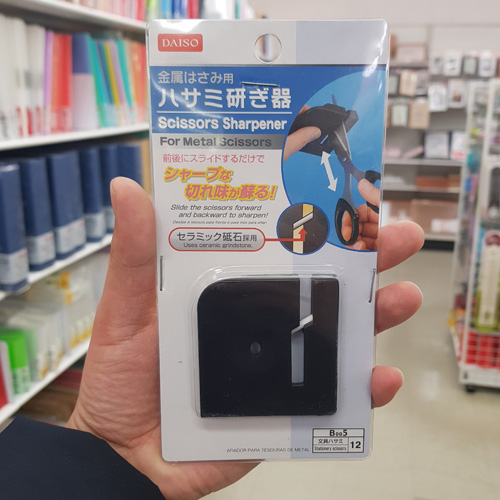 DAISO
金属はさみ用
ハサミ研ぎ器
Scissors Sharpener
For Metal Scissors
前後にスライドするだけで
シャープな
切れ味が蘇る!
Slide the scissors forward
and backward to sharpen!
セラミック砥石採用
Uses ceramic grindstone.
AFIADOR PARA TESOURAS DE METAL
B005
文具ハサミ
Stationery scissors
12